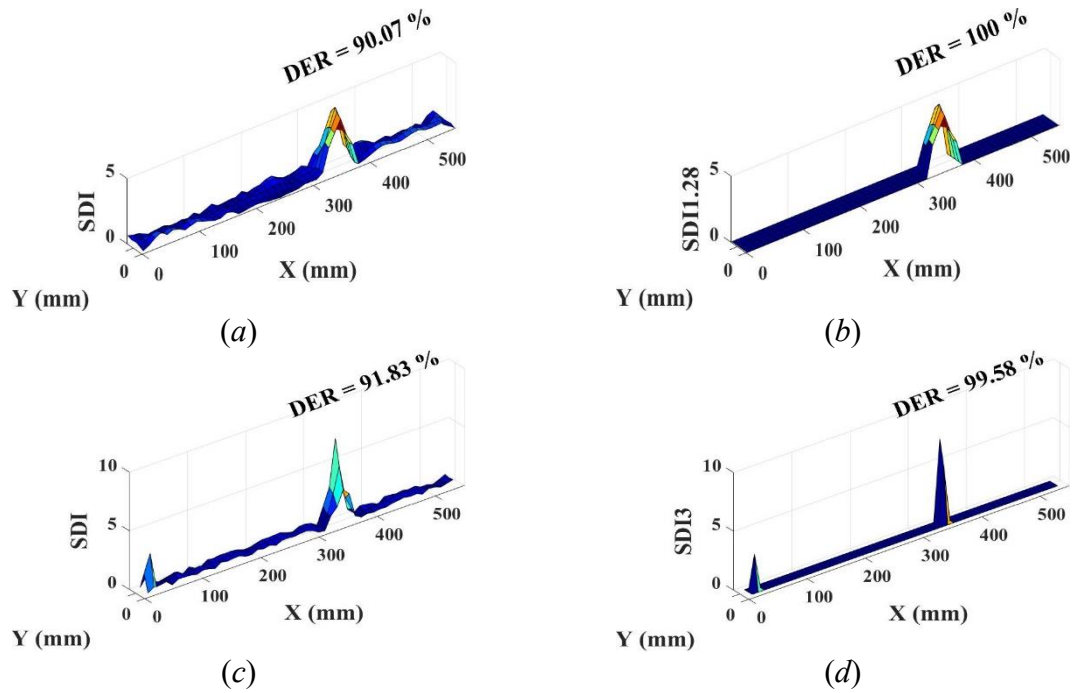 DER = 90.07 %
5
SDI
0
0
0
100
200
300
400
500
X (mm)
Y (mm)
(a)
DER = 100 %
5
SDI1.28
0
0
0
100
200
300
400
500
X (mm)
Y (mm)
(b)
DER = 91.83 %
10
5
SDI
0
0
0
100
200
300
400
500
X (mm)
Y (mm)
(c)
DER = 99.58 %
10
5
SDI3
0
0
0
100
200
300
400
500
X (mm)
Y (mm)
(d)